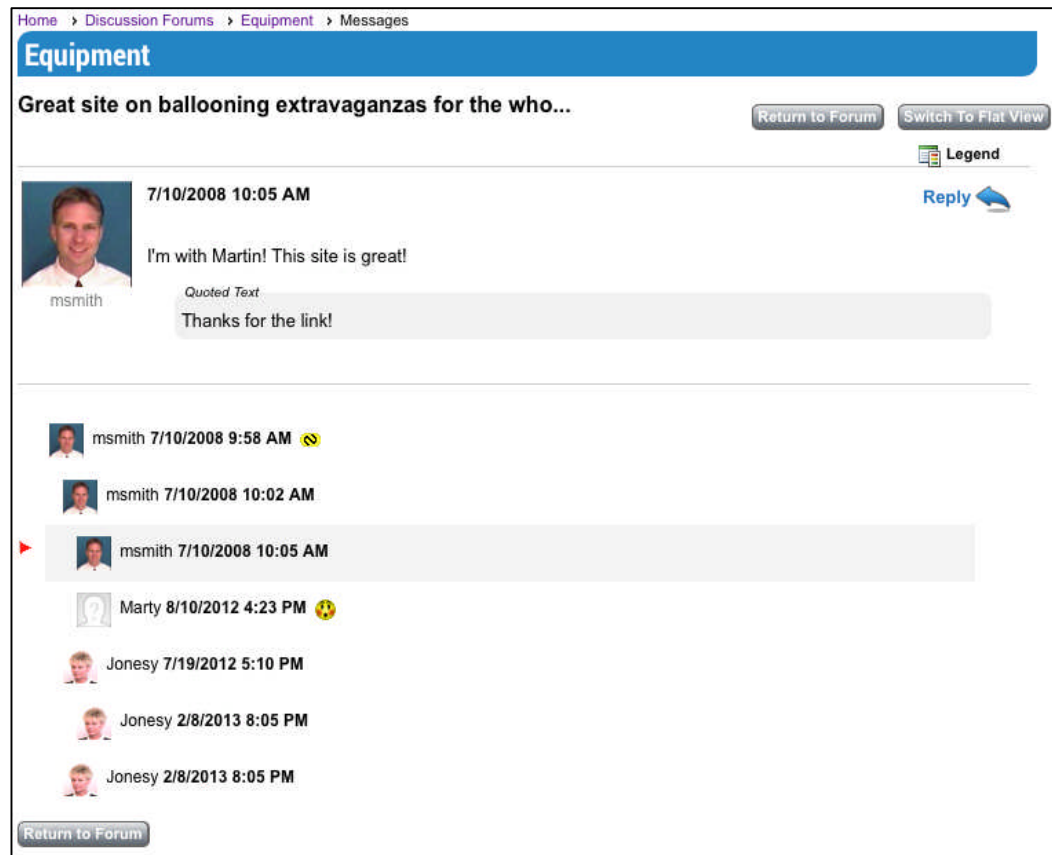 Home > Discussion Forums > Equipment > Messages
Equipment
Great site on ballooning extravaganzas for the who...
Return to Forum Switch To Flat View
Legend
7/10/2008 10:05 AM Reply
I'm with Martin! This site is great!
msmith
Quoted Text
Thanks for the link!
msmith 7/10/2008 9:58 AM
msmith 7/10/2008 10:02 AM
msmith 7/10/2008 10:05 AM
Marty 8/10/2012 4:23 PM
Jonesy 7/19/2012 5:10 PM
Jonesy 2/8/2013 8:05 PM
Jonesy 2/8/2013 8:05 PM
Return to Forum